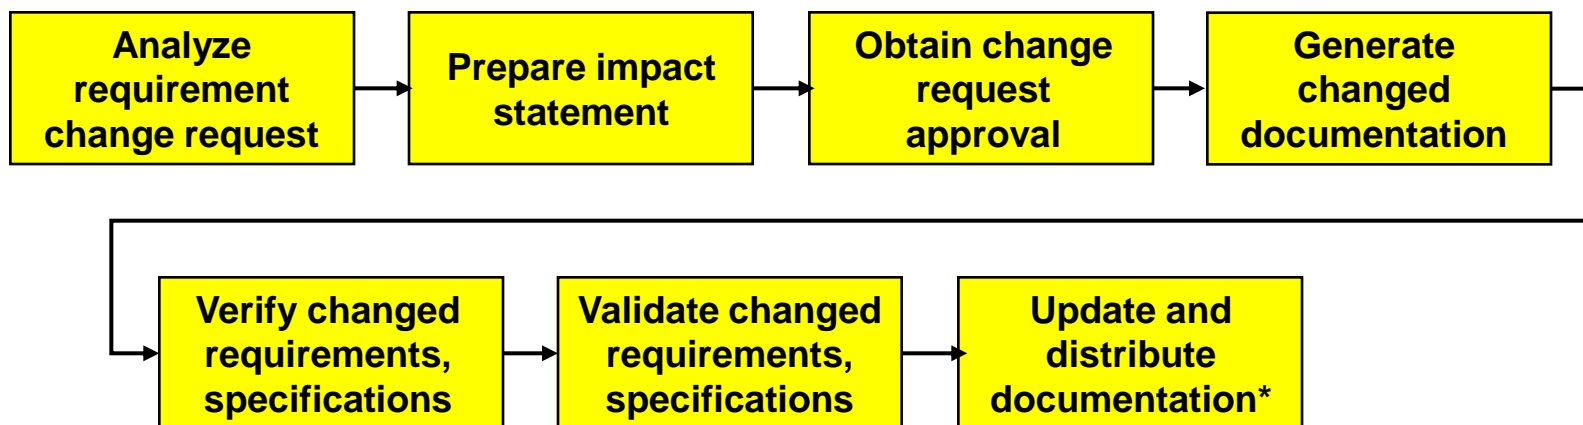 Analyze
requirement
change request
Prepare impact
statement
Obtain change
request
approval
Generate
changed
documentation
Verify changed
requirements,
specifications
Validate changed
requirements,
specifications
Update and
distribute
documentation*